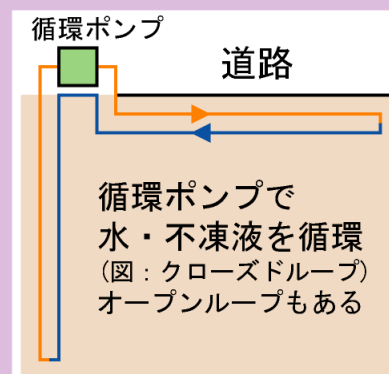 循環ポンプ
道路
循環ポンプで
水・不凍液を循環
(図：クローズドループ)
オープンループもある